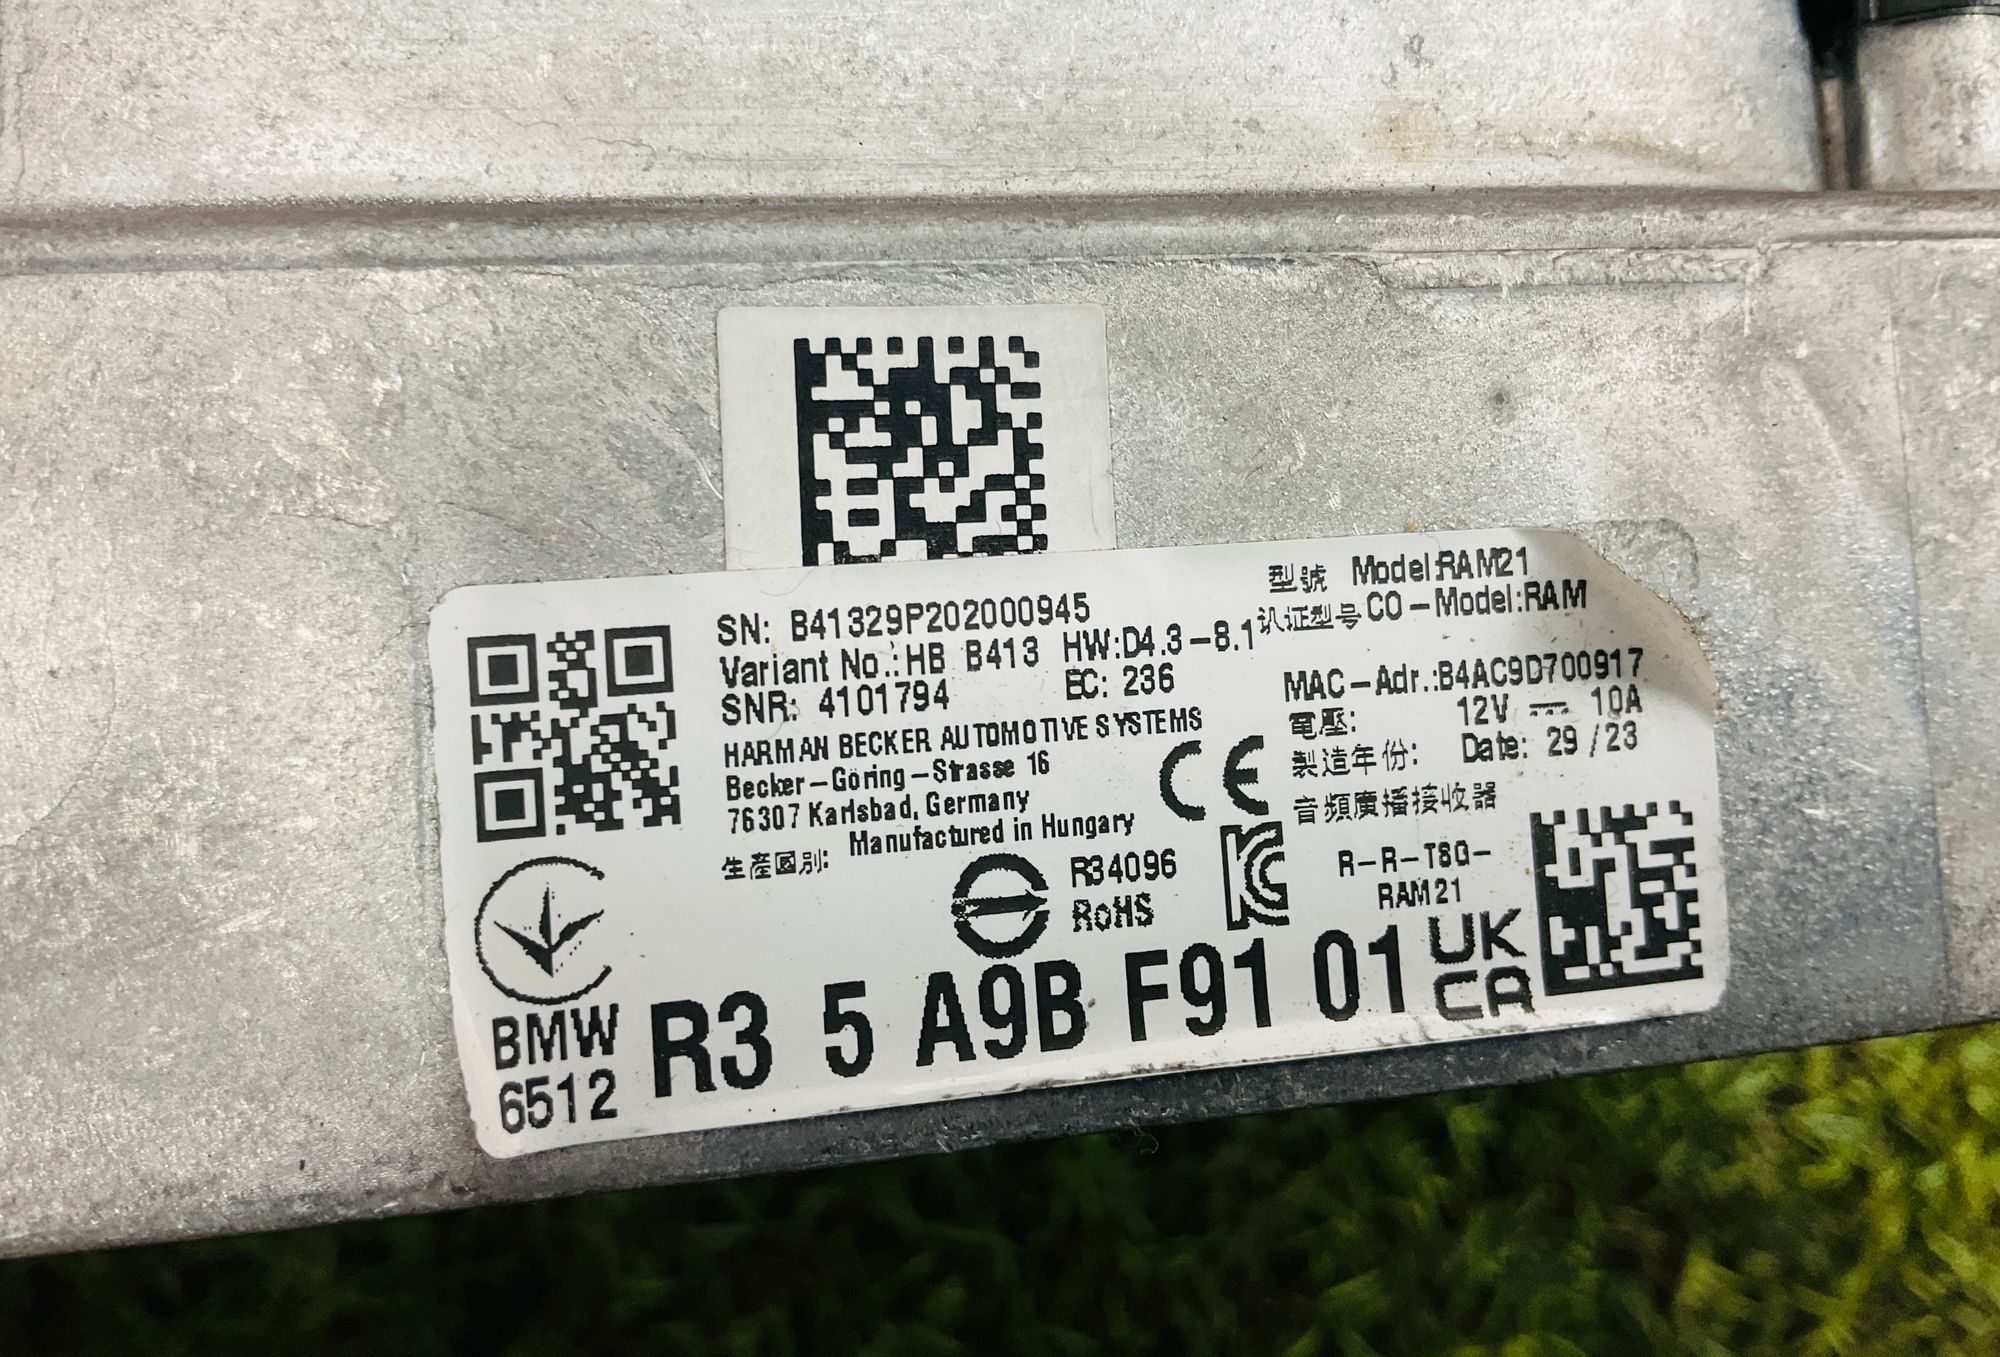 SN: B41329P202000945
Variant No.:HB B413 HW:D4.3-8.1
SNR: 4101794 EC: 236
HARMAN BECKER AUTOMOTIVE SYSTEMS
Becker-Göring-Strasse 16
76307 Karlsbad, Germany
Manufactured in Hungary
生產國別:
型號 Model:RAM21
认证型号 CO-Model:RAM
MAC-Adr.:B4AC9D700917
電壓: 12V 10A
製造年份: Date: 29/23
音頻廣播接收器
CE
R34096
RoHS
R-R-T8G-
RAM21
UK
CA
BMW
6512
R3 5 A9B F91 01